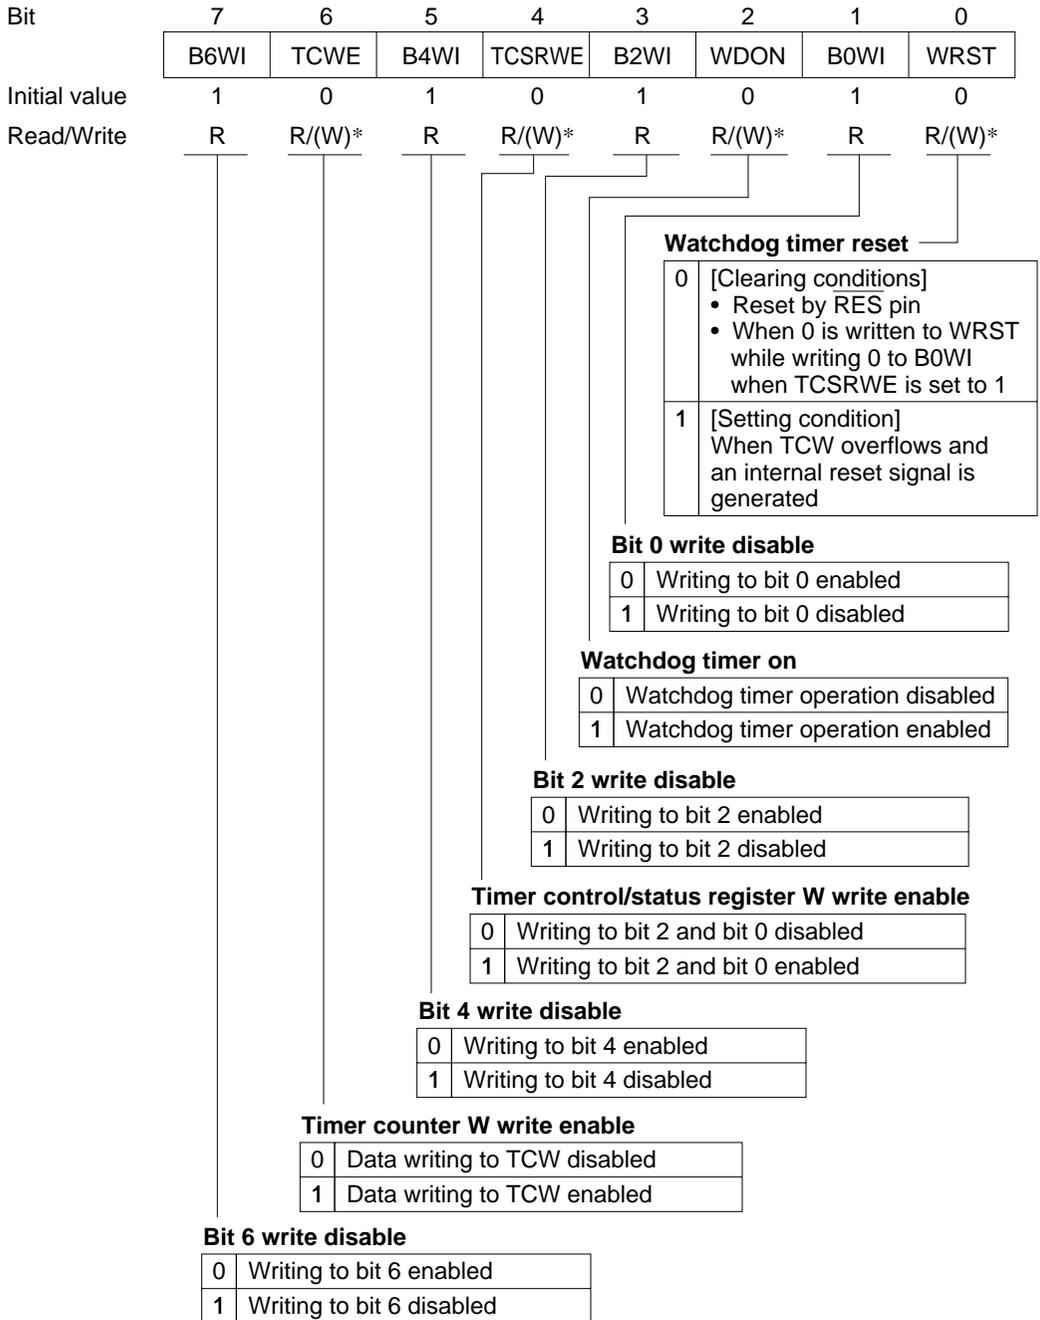 Bit 7 6 5 4 3 2 1 0
B6WI TCWE B4WI TCSRWE B2WI WDON B0WI WRST
Initial value 1 0 1 0 1 0 1 0
Read/Write R R/(W)* R R/(W)* R R/(W)* R R/(W)*
Watchdog timer reset
0 [Clearing conditions]
• Reset by R̅E̅S̅ pin
• When 0 is written to WRST
while writing 0 to B0WI
when TCSRWE is set to 1
1 [Setting condition]
When TCW overflows and
an internal reset signal is
generated
Bit 0 write disable
0 Writing to bit 0 enabled
1 Writing to bit 0 disabled
Watchdog timer on
0 Watchdog timer operation disabled
1 Watchdog timer operation enabled
Bit 2 write disable
0 Writing to bit 2 enabled
1 Writing to bit 2 disabled
Timer control/status register W write enable
0 Writing to bit 2 and bit 0 disabled
1 Writing to bit 2 and bit 0 enabled
Bit 4 write disable
0 Writing to bit 4 enabled
1 Writing to bit 4 disabled
Timer counter W write enable
0 Data writing to TCW disabled
1 Data writing to TCW enabled
Bit 6 write disable
0 Writing to bit 6 enabled
1 Writing to bit 6 disabled